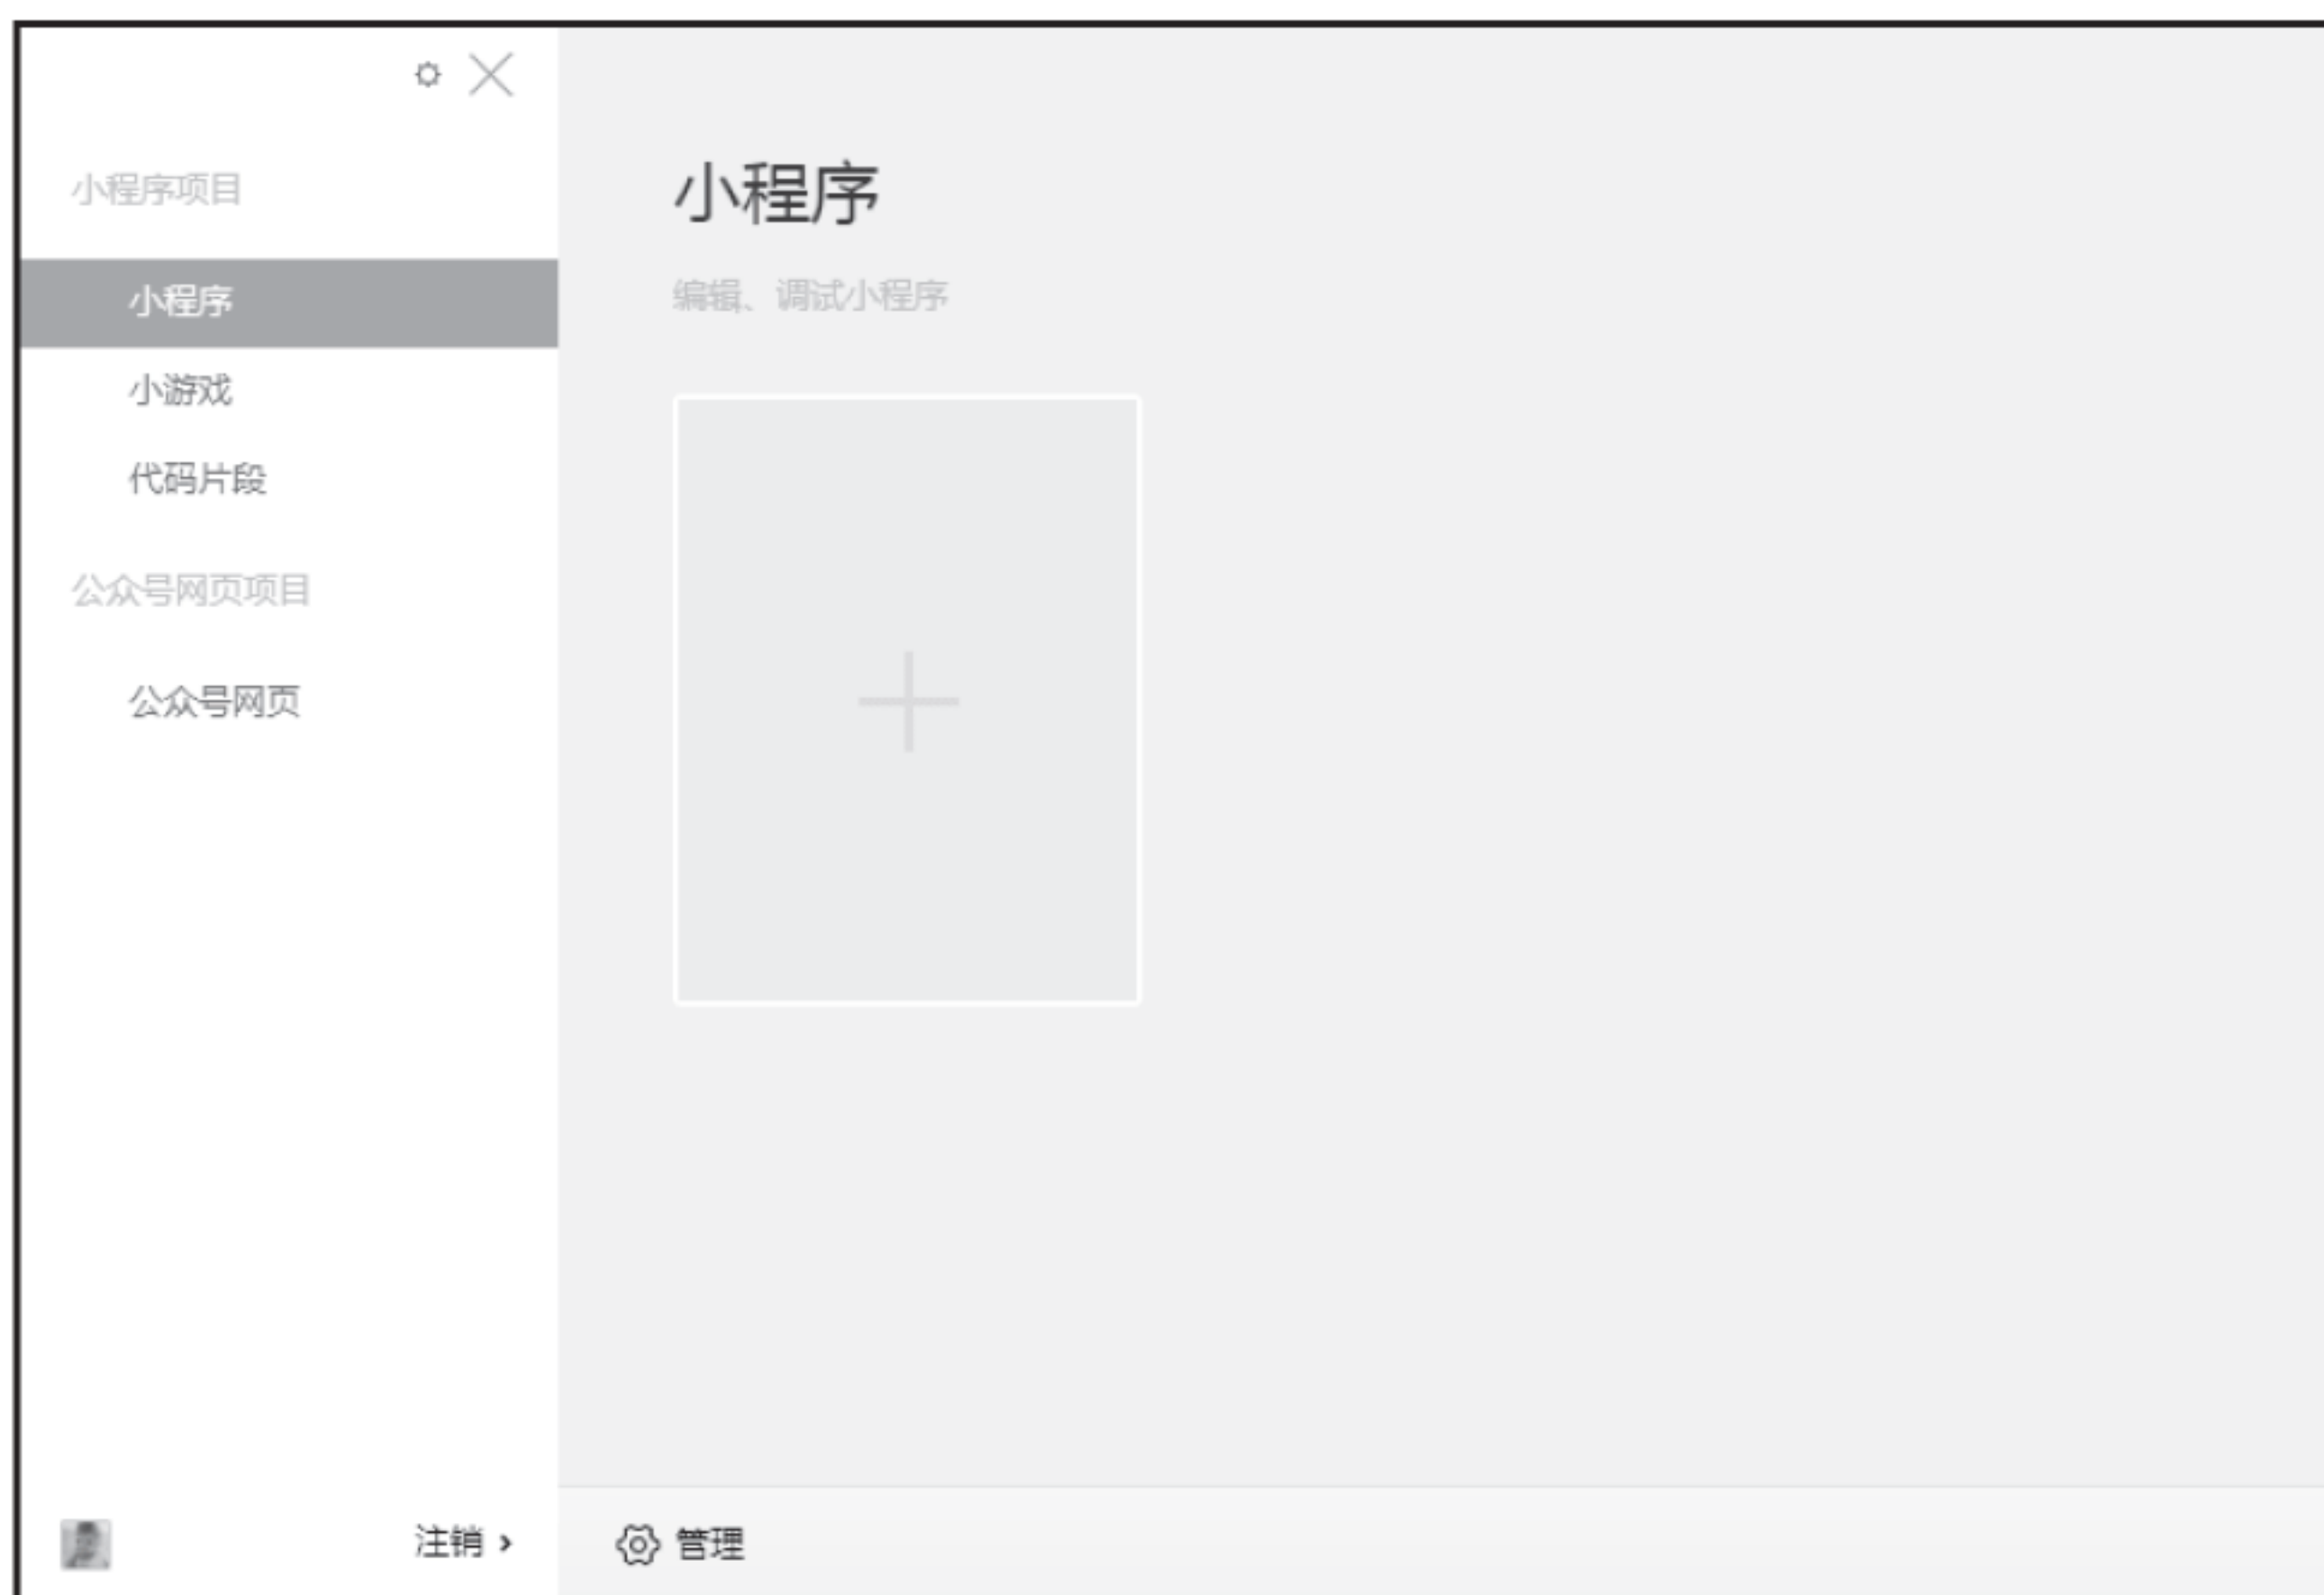 小程序项目
小程序
小游戏
代码片段
公众号网页项目
公众号网页
注销
小程序
编辑、调试小程序
管理